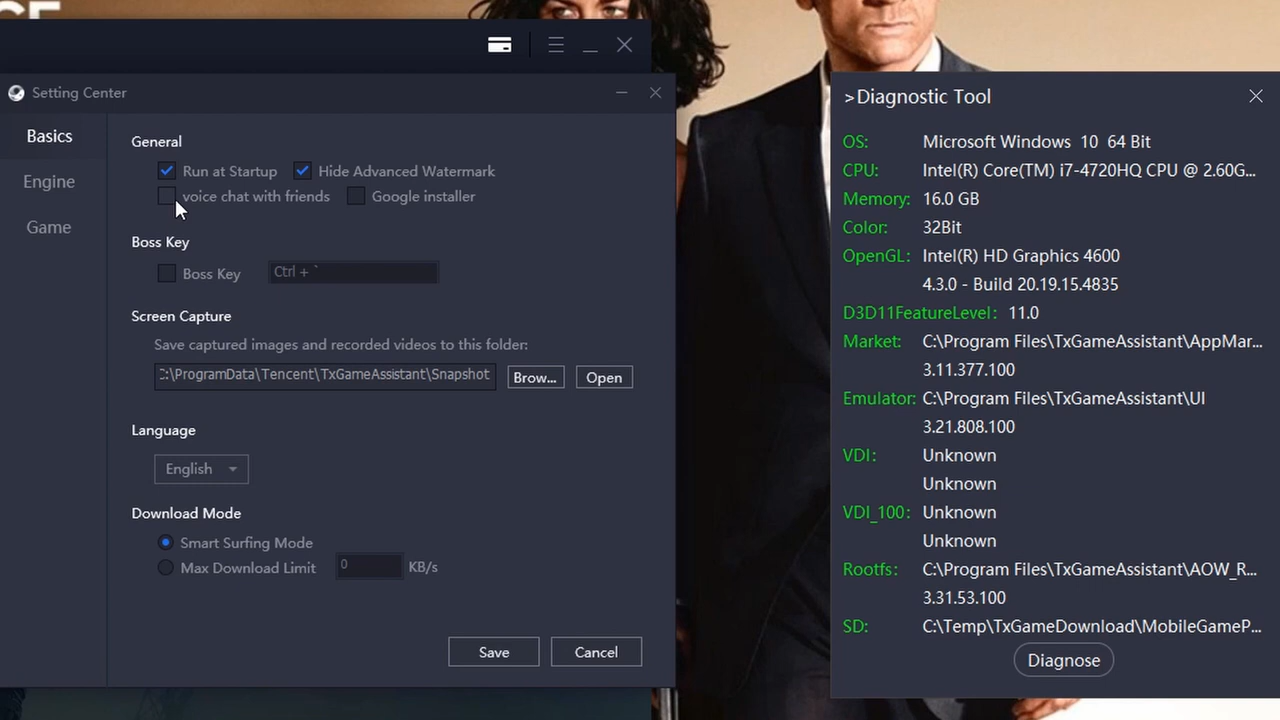 CE
Setting Center
Basics
Engine
Game
General
Run at Startup
Hide Advanced Watermark
voice chat with friends
Google installer
Boss Key
Boss Key
Ctrl + `
Screen Capture
Save captured images and recorded videos to this folder:
:\ProgramData\Tencent\TxGameAssistant\Snapshot
Brow...
Open
Language
English
Download Mode
Smart Surfing Mode
Max Download Limit
0
KB/s
Save
Cancel
>Diagnostic Tool
OS: Microsoft Windows 10 64 Bit
CPU: Intel(R) Core(TM) i7-4720HQ CPU @ 2.60G...
Memory: 16.0 GB
Color: 32Bit
OpenGL: Intel(R) HD Graphics 4600
4.3.0 - Build 20.19.15.4835
D3D11FeatureLevel: 11.0
Market: C:\Program Files\TxGameAssistant\AppMar...
3.11.377.100
Emulator: C:\Program Files\TxGameAssistant\UI
3.21.808.100
VDI: Unknown
Unknown
VDI_100: Unknown
Unknown
Rootfs: C:\Program Files\TxGameAssistant\AOW_R...
3.31.53.100
SD: C:\Temp\TxGameDownload\MobileGameP...
Diagnose